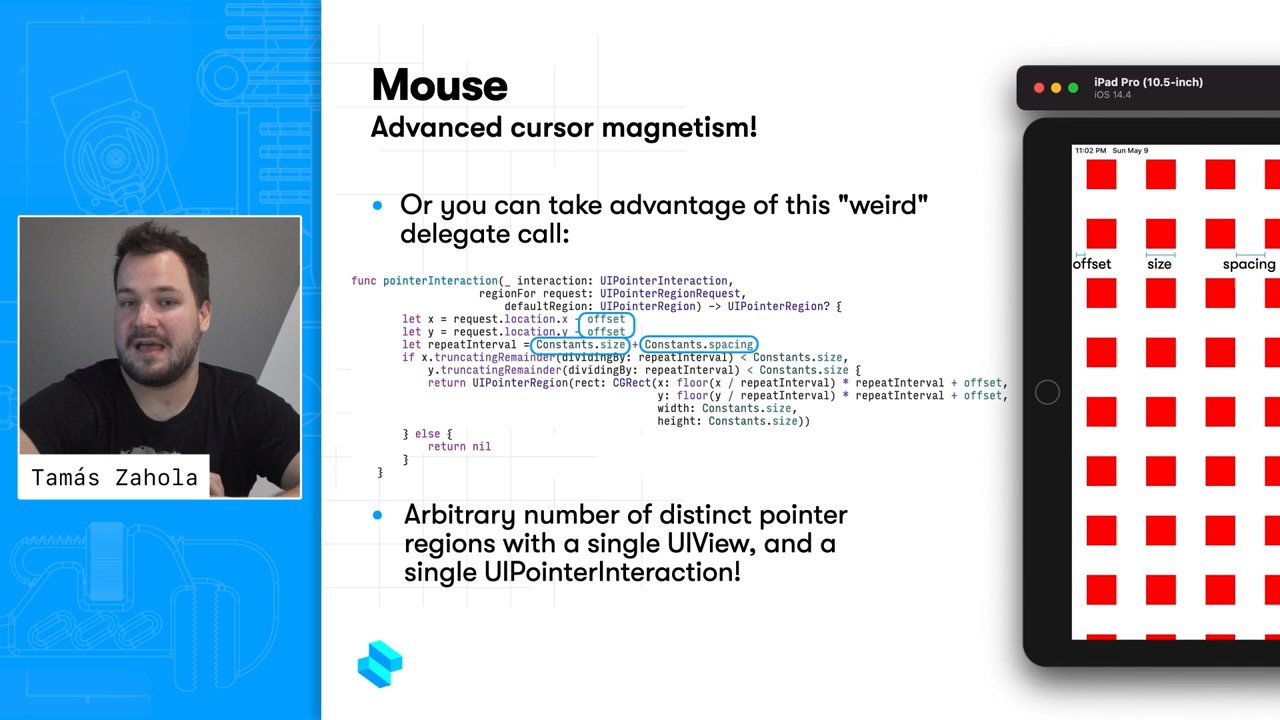 Mouse
Advanced cursor magnetism!
Or you can take advantage of this "weird"
delegate call:
func pointerInteraction(_ interaction: UIPointerInteraction,
regionFor request: UIPointerRegionRequest,
defaultRegion: UIPointerRegion) -> UIPointerRegion? {
let x = request.location.x - offset
let y = request.location.y - offset
let repeatInterval = Constants.size + Constants.spacing
if x.truncatingRemainder(dividingBy: repeatInterval) < Constants.size,
y.truncatingRemainder(dividingBy: repeatInterval) < Constants.size {
return UIPointerRegion(rect: CGRect(x: floor(x / repeatInterval) * repeatInterval + offset,
y: floor(y / repeatInterval) * repeatInterval + offset,
width: Constants.size,
height: Constants.size))
} else {
return nil
}
}
Arbitrary number of distinct pointer
regions with a single UIView, and a
single UIPointerInteraction!
Tamás Zahola
iPad Pro (10.5-inch)
iOS 14.4
11:02 PM Sun May 9
offset size spacing